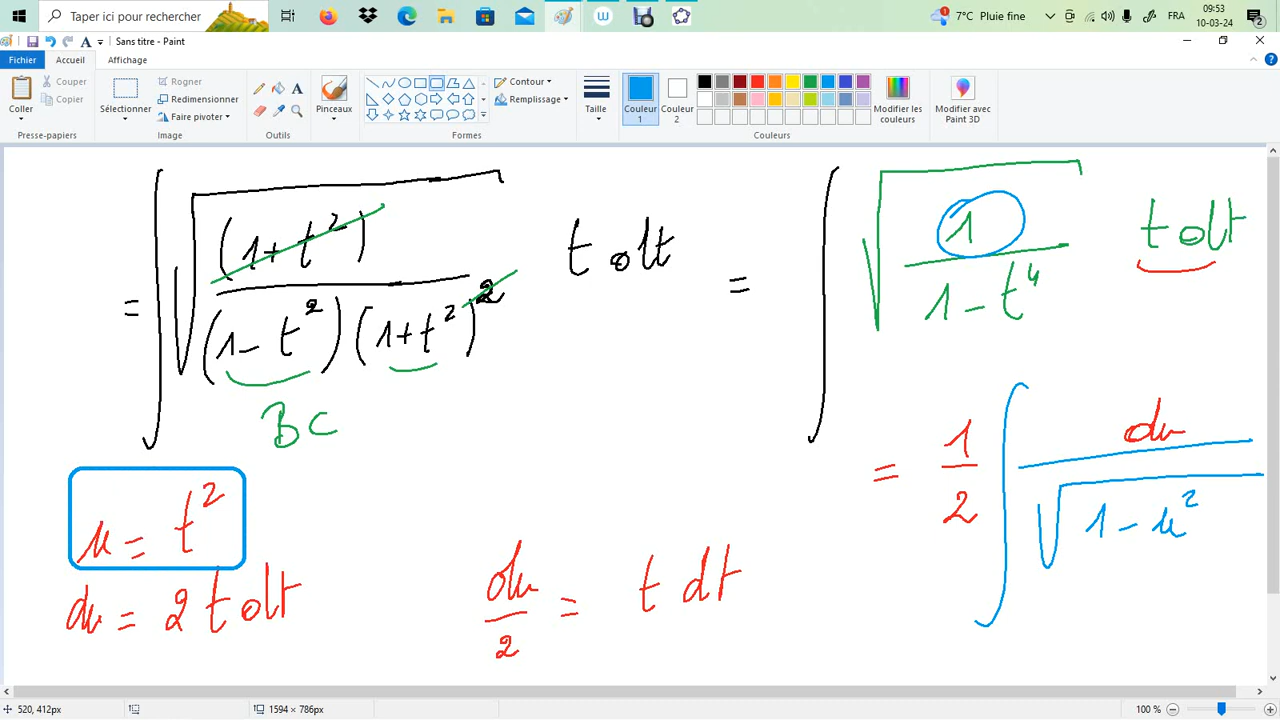 Taper ici pour rechercher
7°C Pluie fine
FRA
09:53
10-03-24
2
Sans titre - Paint
Fichier Accueil Affichage
Coller
Couper
Copier
Presse-papiers
Sélectionner
Rogner
Redimensionner
Faire pivoter
Image
A
Outils
Pinceaux
Contour
Remplissage
Formes
Taille
Couleur 1
Couleur 2
Modifier les couleurs
Couleurs
Modifier avec Paint 3D
= ∫ √((1+t²) / ((1-t²)(1+t²)²)) t dt = ∫ √(1 / (1-t⁴)) t dt
BC
= 1/2 ∫ du / √(1-u²)
u = t²
du = 2 t dt
du/2 = t dt
520, 412px
1594 × 786px
100 %